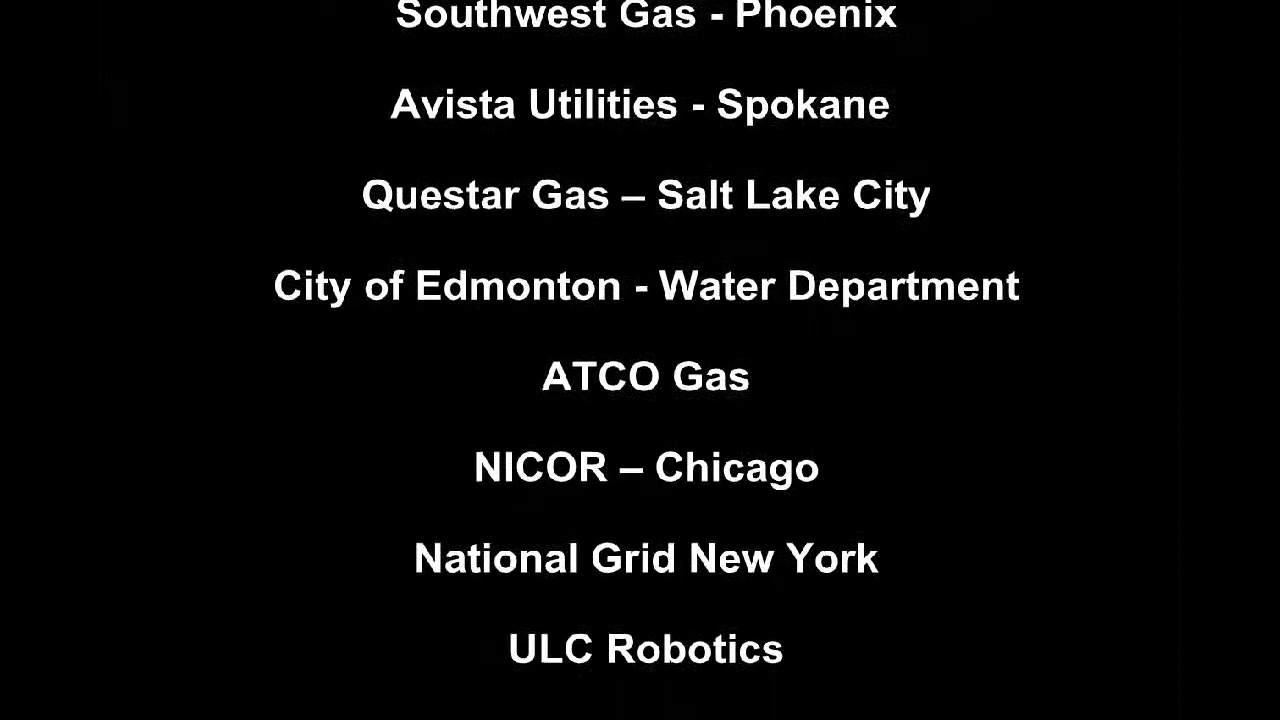 Southwest Gas - Phoenix
Avista Utilities - Spokane
Questar Gas – Salt Lake City
City of Edmonton - Water Department
ATCO Gas
NICOR – Chicago
National Grid New York
ULC Robotics